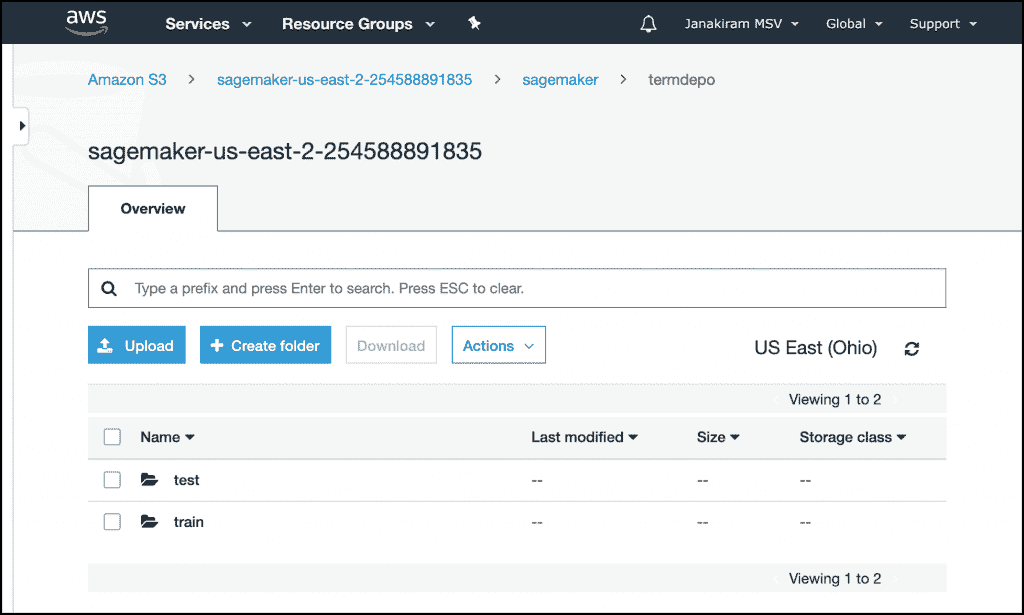 aws Services Resource Groups Janakiram MSV Global Support
Amazon S3 > sagemaker-us-east-2-254588891835 > sagemaker > termdepo
sagemaker-us-east-2-254588891835
Overview
Type a prefix and press Enter to search. Press ESC to clear.
Upload + Create folder Download Actions US East (Ohio)
Viewing 1 to 2
Name Last modified Size Storage class
test -- -- --
train -- -- --
Viewing 1 to 2